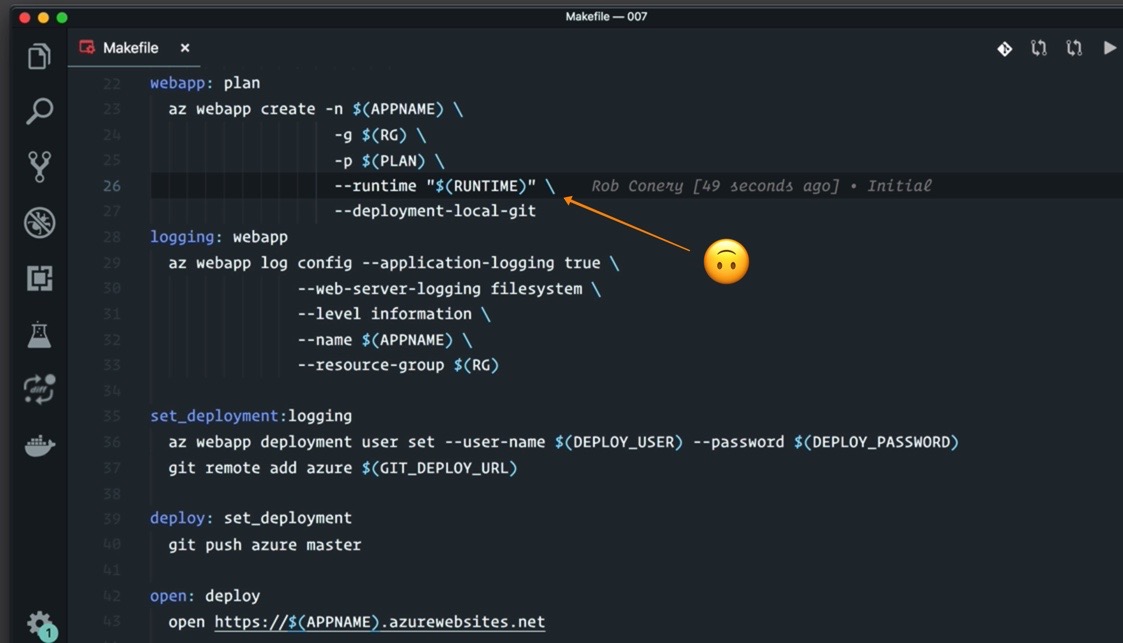 Makefile — 007
Makefile ×
22 webapp: plan
23 az webapp create -n $(APPNAME) \
24 -g $(RG) \
25 -p $(PLAN) \
26 --runtime "$(RUNTIME)" \ Rob Conery [49 seconds ago] • Initial
27 --deployment-local-git
28 logging: webapp
29 az webapp log config --application-logging true \
30 --web-server-logging filesystem \
31 --level information \
32 --name $(APPNAME) \
33 --resource-group $(RG)
34
35 set_deployment:logging
36 az webapp deployment user set --user-name $(DEPLOY_USER) --password $(DEPLOY_PASSWORD)
37 git remote add azure $(GIT_DEPLOY_URL)
38
39 deploy: set_deployment
40 git push azure master
41
42 open: deploy
43 open https://$(APPNAME).azurewebsites.net
diff
1